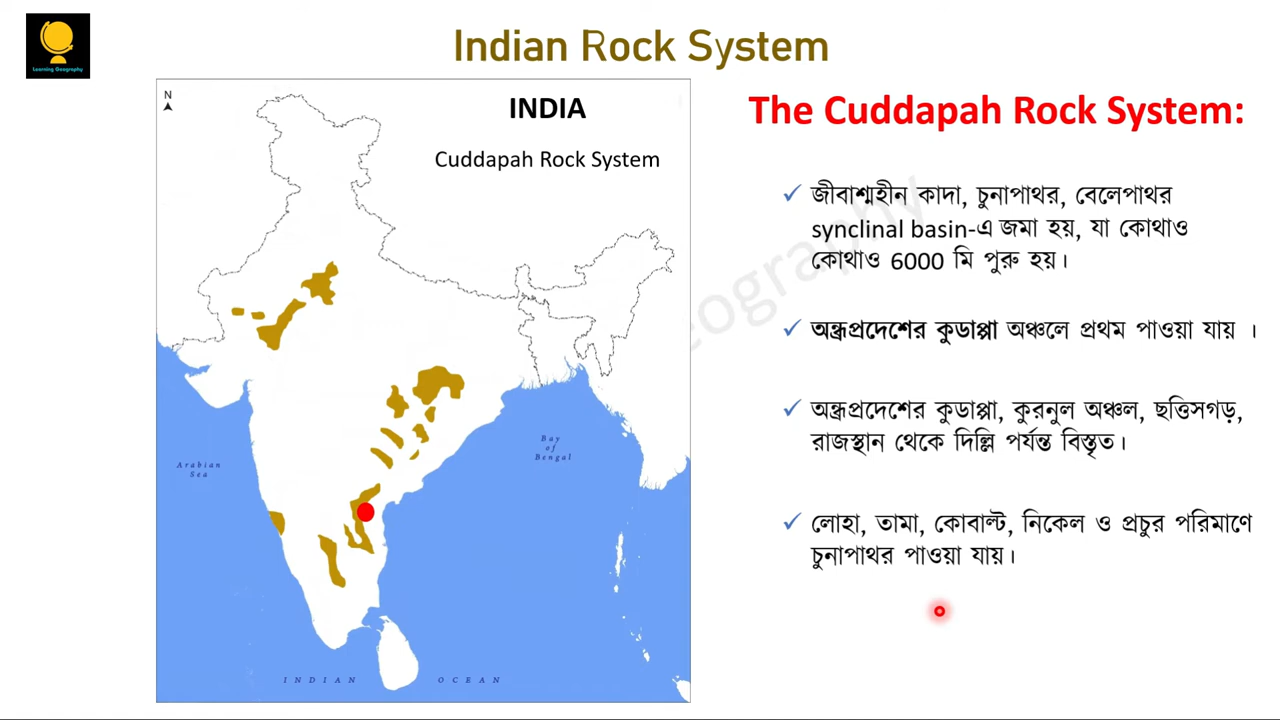 Indian Rock System
Learning Geography
N
INDIA
Cuddapah Rock System
Arabian
Sea
Bay
of
Bengal
INDIAN OCEAN
The Cuddapah Rock System:
জীবাশ্মহীন কাদা, চুনাপাথর, বেলেপাথর
synclinal basin-এ জমা হয়, যা কোথাও
কোথাও 6000 মি পুরু হয়।
অন্ধ্রপ্রদেশের কুডাপ্পা অঞ্চলে প্রথম পাওয়া যায় ।
অন্ধ্রপ্রদেশের কুডাপ্পা, কুরনুল অঞ্চল, ছত্তিসগড়,
রাজস্থান থেকে দিল্লি পর্যন্ত বিস্তৃত।
লোহা, তামা, কোবাল্ট, নিকেল ও প্রচুর পরিমাণে
চুনাপাথর পাওয়া যায়।
eography